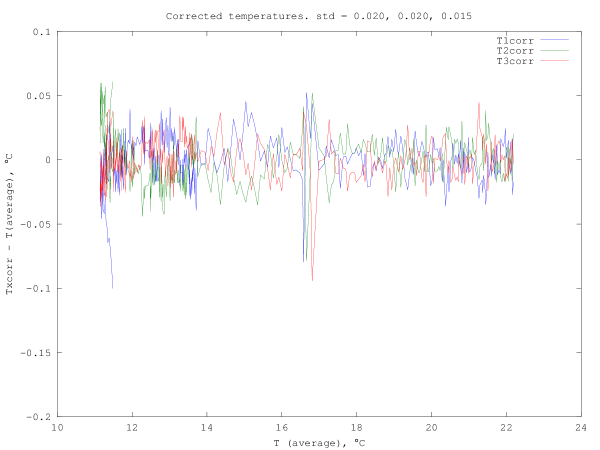 Corrected temperatures. std = 0.020, 0.020, 0.015
T1corr
T2corr
T3corr
Txcorr - T(average), °C
0.1
0.05
0
-0.05
-0.1
-0.15
-0.2
10 12 14 16 18 20 22 24
T (average), °C